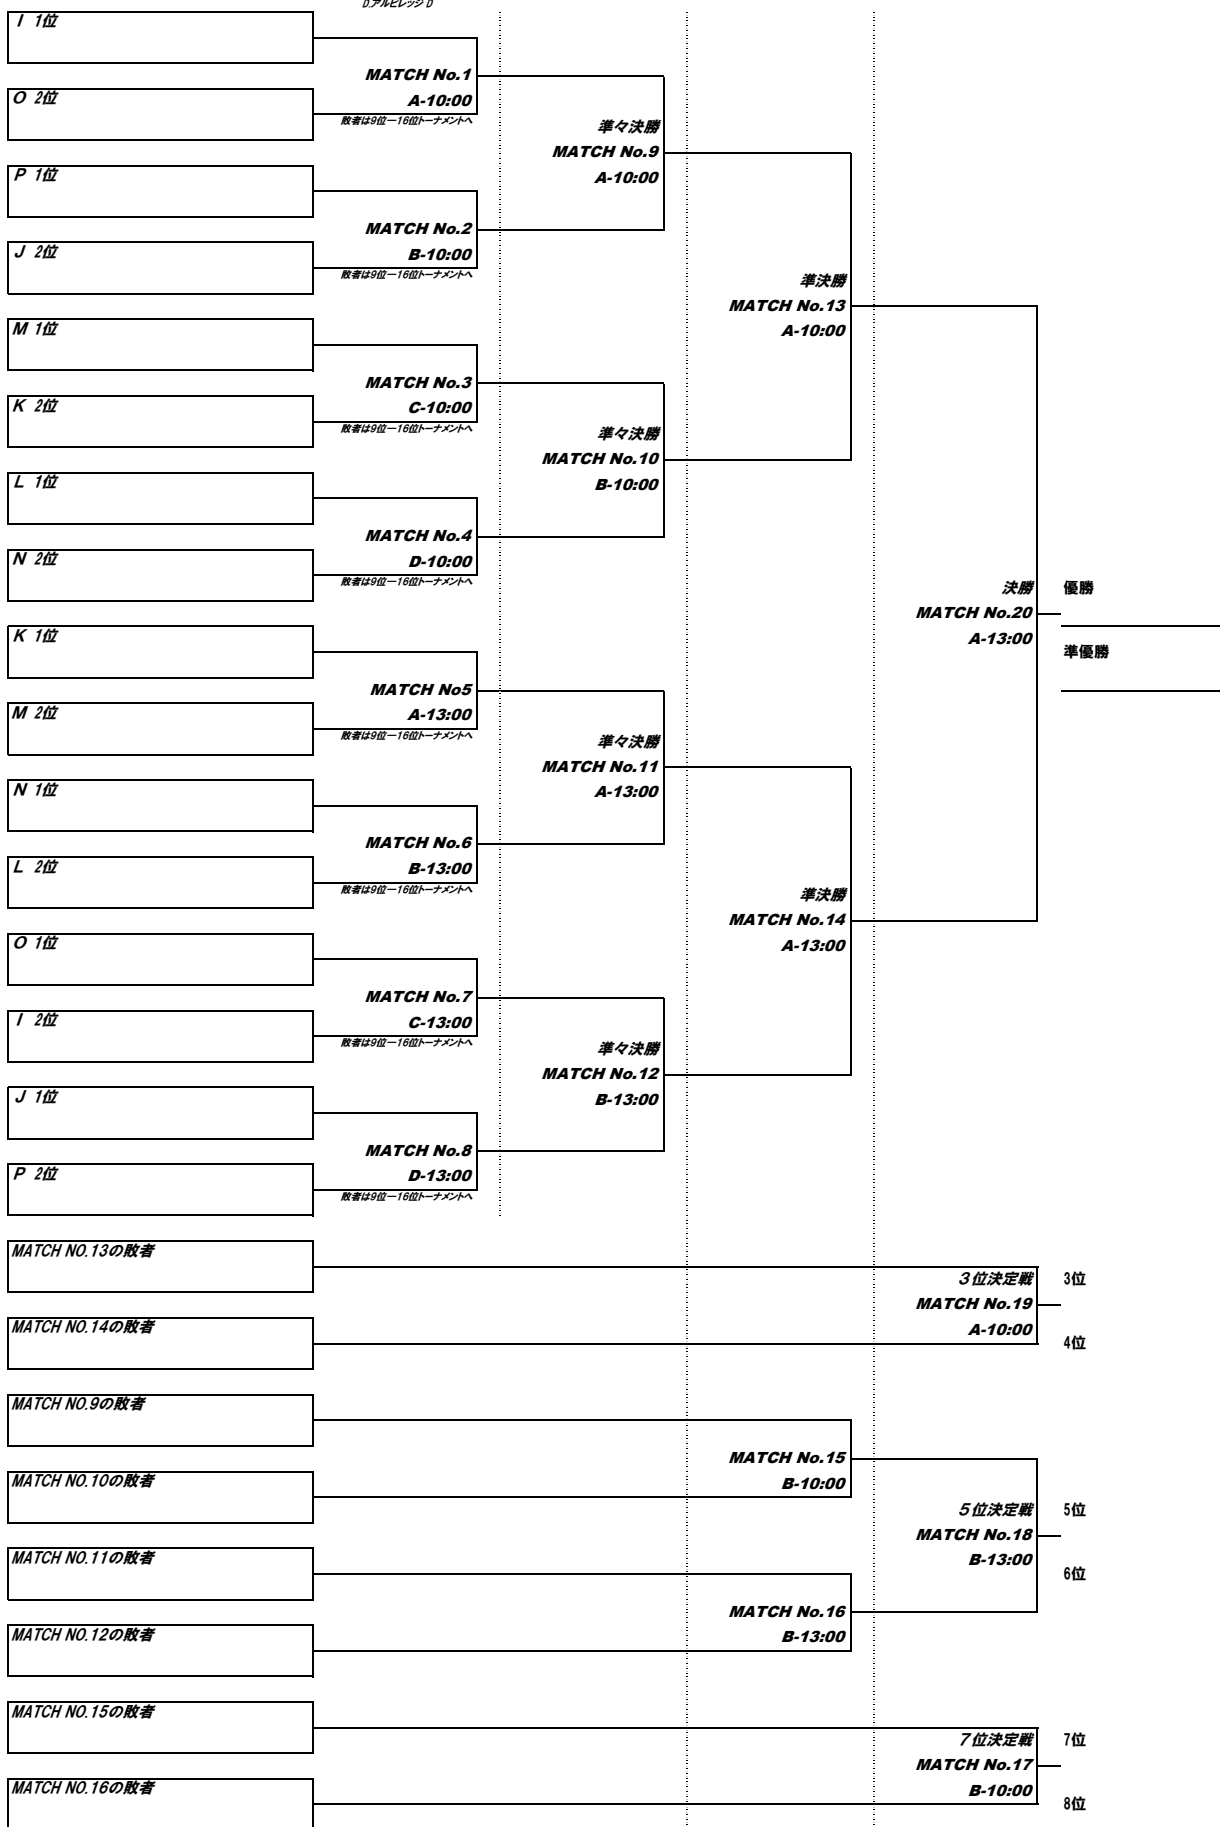 D.アルビレッジ D
I 1位
MATCH No.1
A-10:00
敗者は9位ー16位トーナメントへ
O 2位
準々決勝
MATCH No.9
A-10:00
P 1位
MATCH No.2
B-10:00
敗者は9位ー16位トーナメントへ
J 2位
準決勝
MATCH No.13
A-10:00
M 1位
MATCH No.3
C-10:00
敗者は9位ー16位トーナメントへ
K 2位
準々決勝
MATCH No.10
B-10:00
L 1位
MATCH No.4
D-10:00
敗者は9位ー16位トーナメントへ
N 2位
決勝
MATCH No.20
A-13:00
優勝
準優勝
K 1位
MATCH No5
A-13:00
敗者は9位ー16位トーナメントへ
M 2位
準々決勝
MATCH No.11
A-13:00
N 1位
MATCH No.6
B-13:00
敗者は9位ー16位トーナメントへ
L 2位
準決勝
MATCH No.14
A-13:00
O 1位
MATCH No.7
C-13:00
敗者は9位ー16位トーナメントへ
I 2位
準々決勝
MATCH No.12
B-13:00
J 1位
MATCH No.8
D-13:00
敗者は9位ー16位トーナメントへ
P 2位
MATCH NO.13の敗者
3位決定戦
MATCH No.19
A-10:00
3位
4位
MATCH NO.14の敗者
MATCH NO.9の敗者
MATCH No.15
B-10:00
MATCH NO.10の敗者
5位決定戦
MATCH No.18
B-13:00
5位
6位
MATCH NO.11の敗者
MATCH No.16
B-13:00
MATCH NO.12の敗者
MATCH NO.15の敗者
7位決定戦
MATCH No.17
B-10:00
7位
8位
MATCH NO.16の敗者